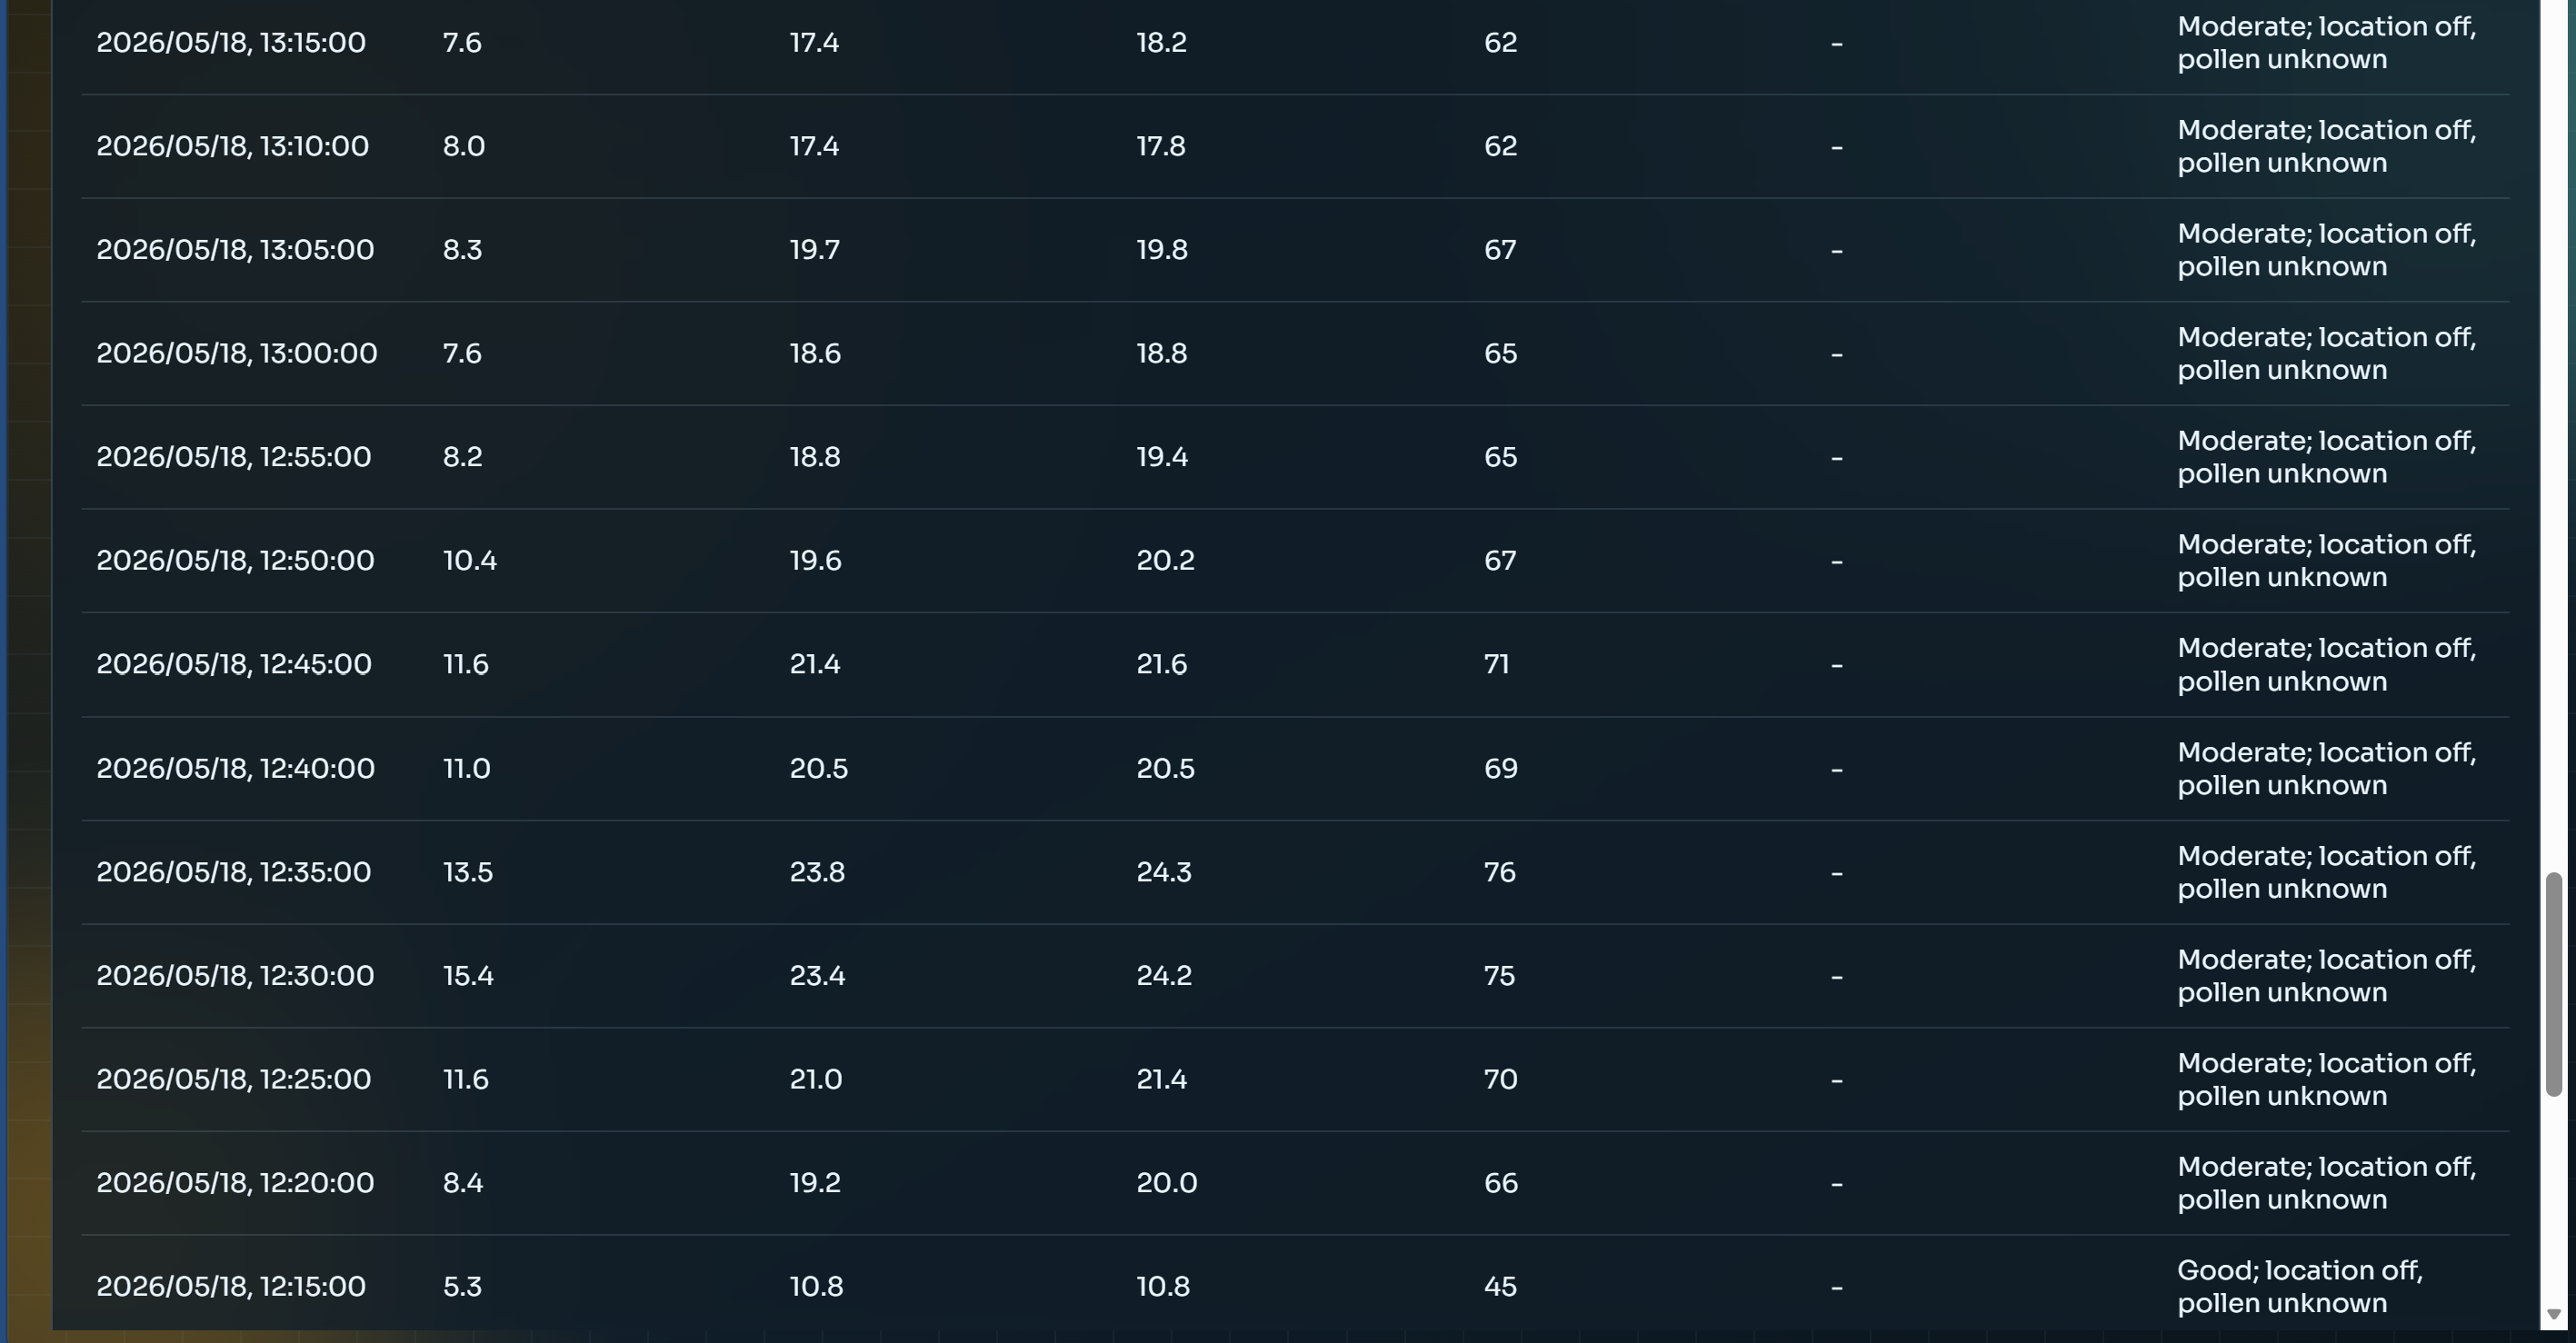 2026/05/18, 13:15:00 7.6 17.4 18.2 62 - Moderate; location off,
pollen unknown
2026/05/18, 13:10:00 8.0 17.4 17.8 62 - Moderate; location off,
pollen unknown
2026/05/18, 13:05:00 8.3 19.7 19.8 67 - Moderate; location off,
pollen unknown
2026/05/18, 13:00:00 7.6 18.6 18.8 65 - Moderate; location off,
pollen unknown
2026/05/18, 12:55:00 8.2 18.8 19.4 65 - Moderate; location off,
pollen unknown
2026/05/18, 12:50:00 10.4 19.6 20.2 67 - Moderate; location off,
pollen unknown
2026/05/18, 12:45:00 11.6 21.4 21.6 71 - Moderate; location off,
pollen unknown
2026/05/18, 12:40:00 11.0 20.5 20.5 69 - Moderate; location off,
pollen unknown
2026/05/18, 12:35:00 13.5 23.8 24.3 76 - Moderate; location off,
pollen unknown
2026/05/18, 12:30:00 15.4 23.4 24.2 75 - Moderate; location off,
pollen unknown
2026/05/18, 12:25:00 11.6 21.0 21.4 70 - Moderate; location off,
pollen unknown
2026/05/18, 12:20:00 8.4 19.2 20.0 66 - Moderate; location off,
pollen unknown
2026/05/18, 12:15:00 5.3 10.8 10.8 45 - Good; location off,
pollen unknown